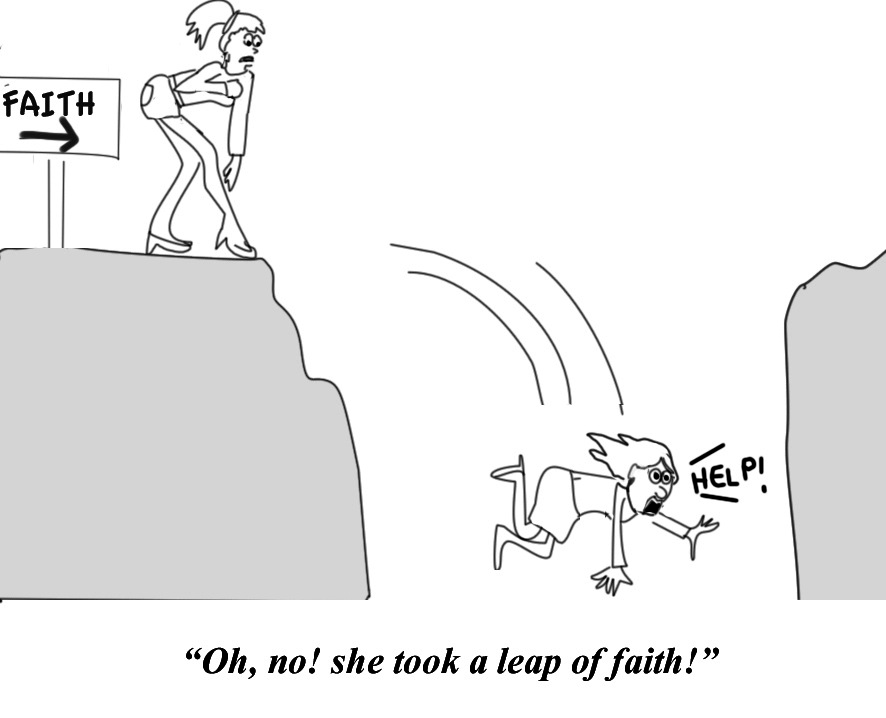 FAITH
HELP!
“Oh, no! she took a leap of faith!”